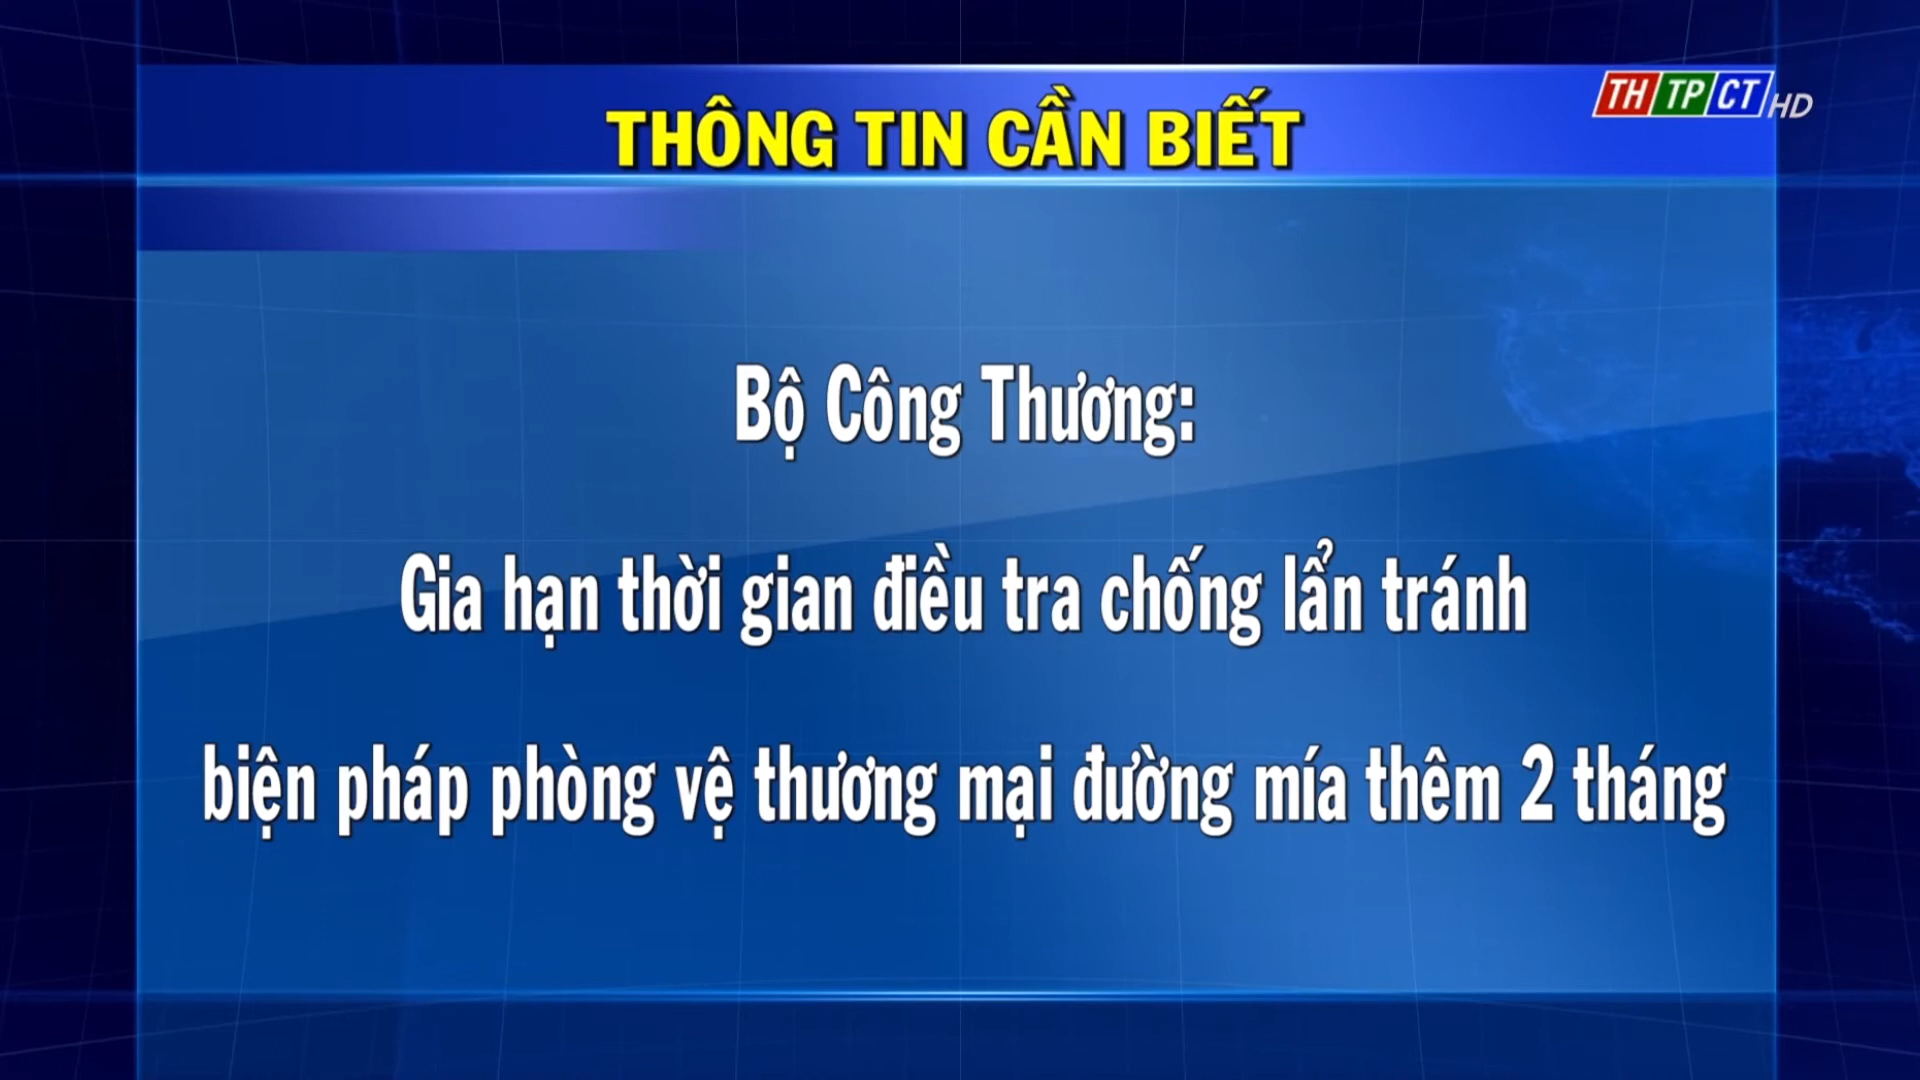 THÔNG TIN CẦN BIẾT
THTPCT HD
Bộ Công Thương:
Gia hạn thời gian điều tra chống lẩn tránh
biện pháp phòng vệ thương mại đường mía thêm 2 tháng